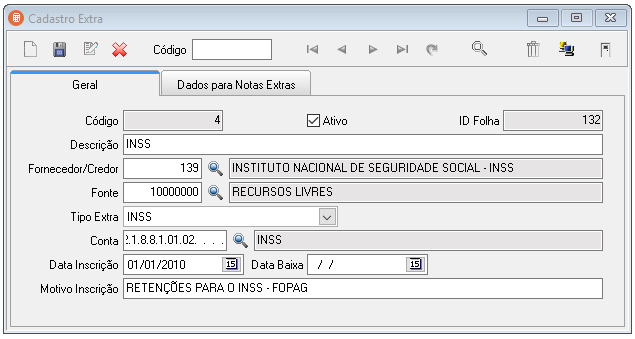 Cadastro Extra
Código
Geral
Dados para Notas Extras
Código 4 Ativo ID Folha 132
Descrição INSS
Fornecedor/Credor 139 INSTITUTO NACIONAL DE SEGURIDADE SOCIAL - INSS
Fonte 10000000 RECURSOS LIVRES
Tipo Extra INSS
Conta 2.1.8.8.1.01.02. . . . INSS
Data Inscrição 01/01/2010 15 Data Baixa / / 15
Motivo Inscrição RETENÇÕES PARA O INSS - FOPAG